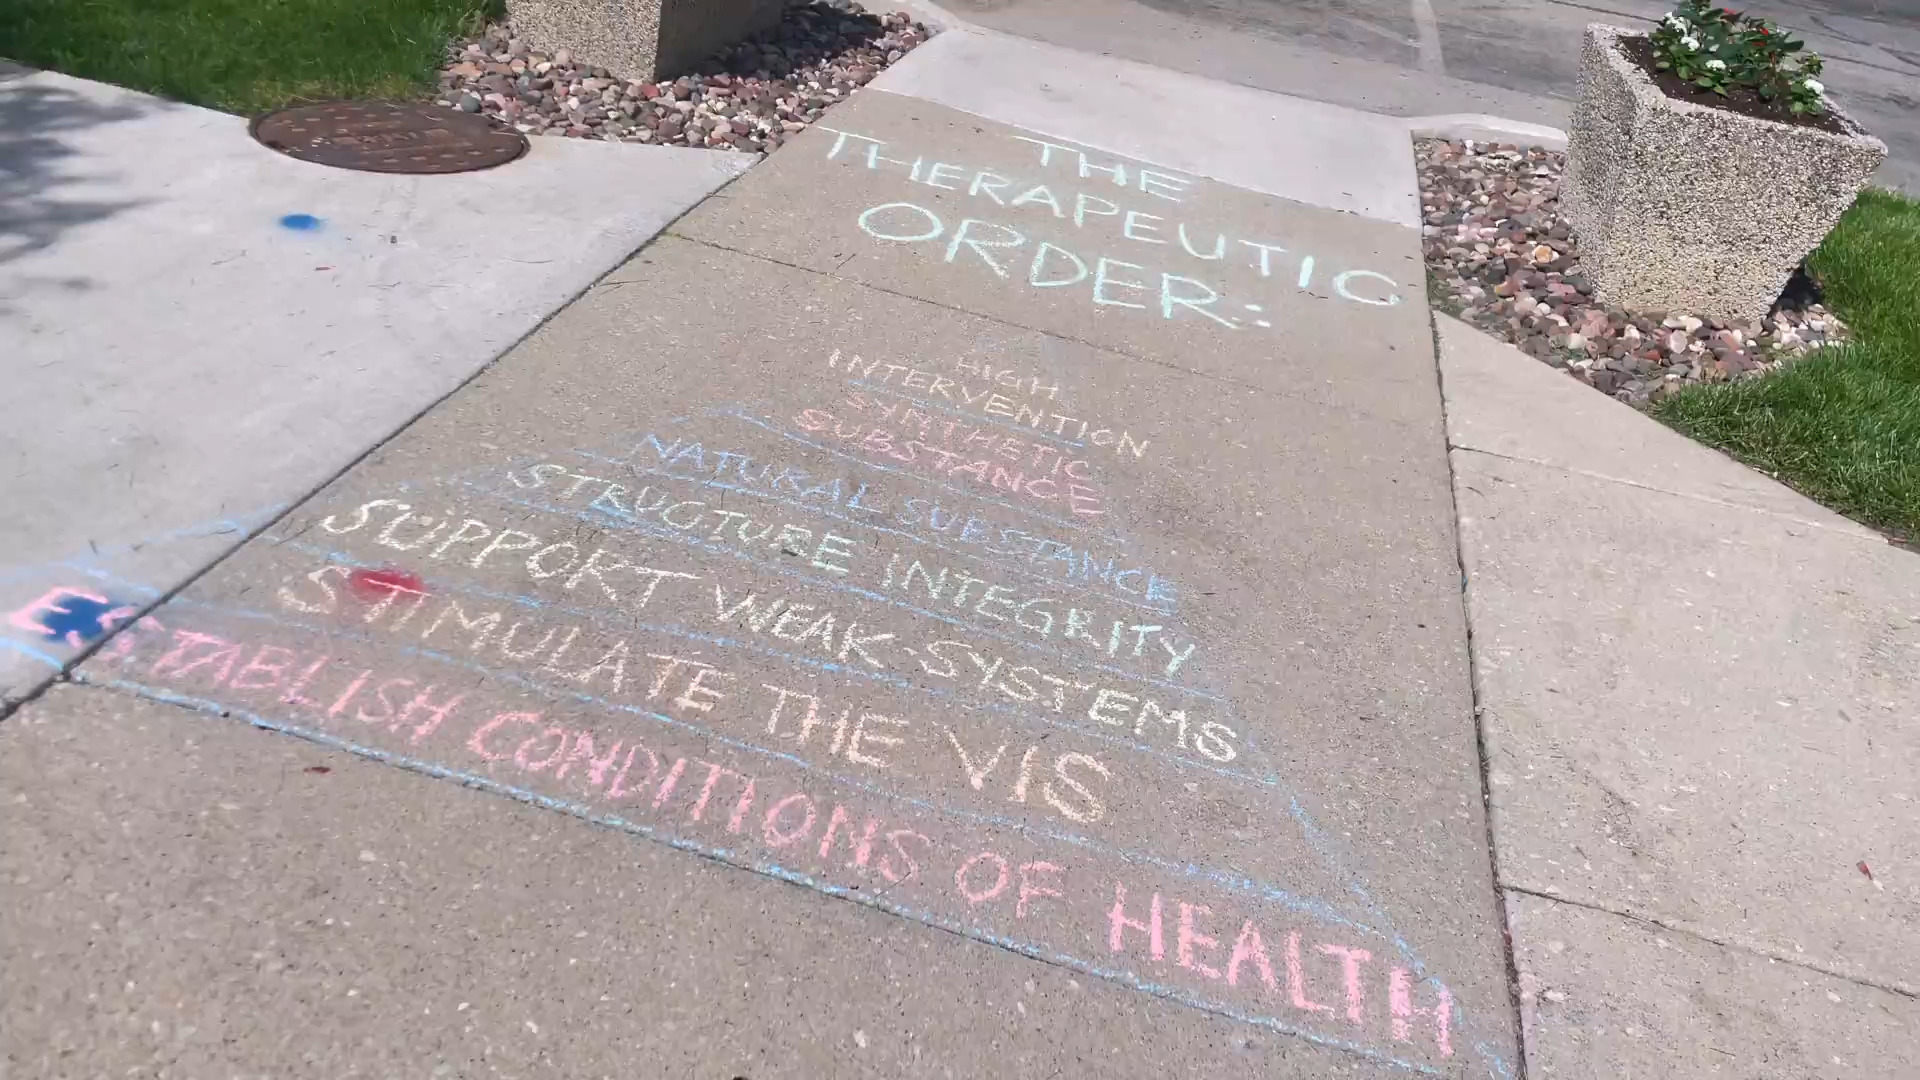 THE
THERAPEUTIC
ORDER:
HIGH
INTERVENTION
SYNTHETIC
SUBSTANCE
NATURAL SUBSTANCE
STRUCTURE INTEGRITY
SUPPORT WEAK-SYSTEMS
STIMULATE THE VIS
ESTABLISH CONDITIONS OF HEALTH